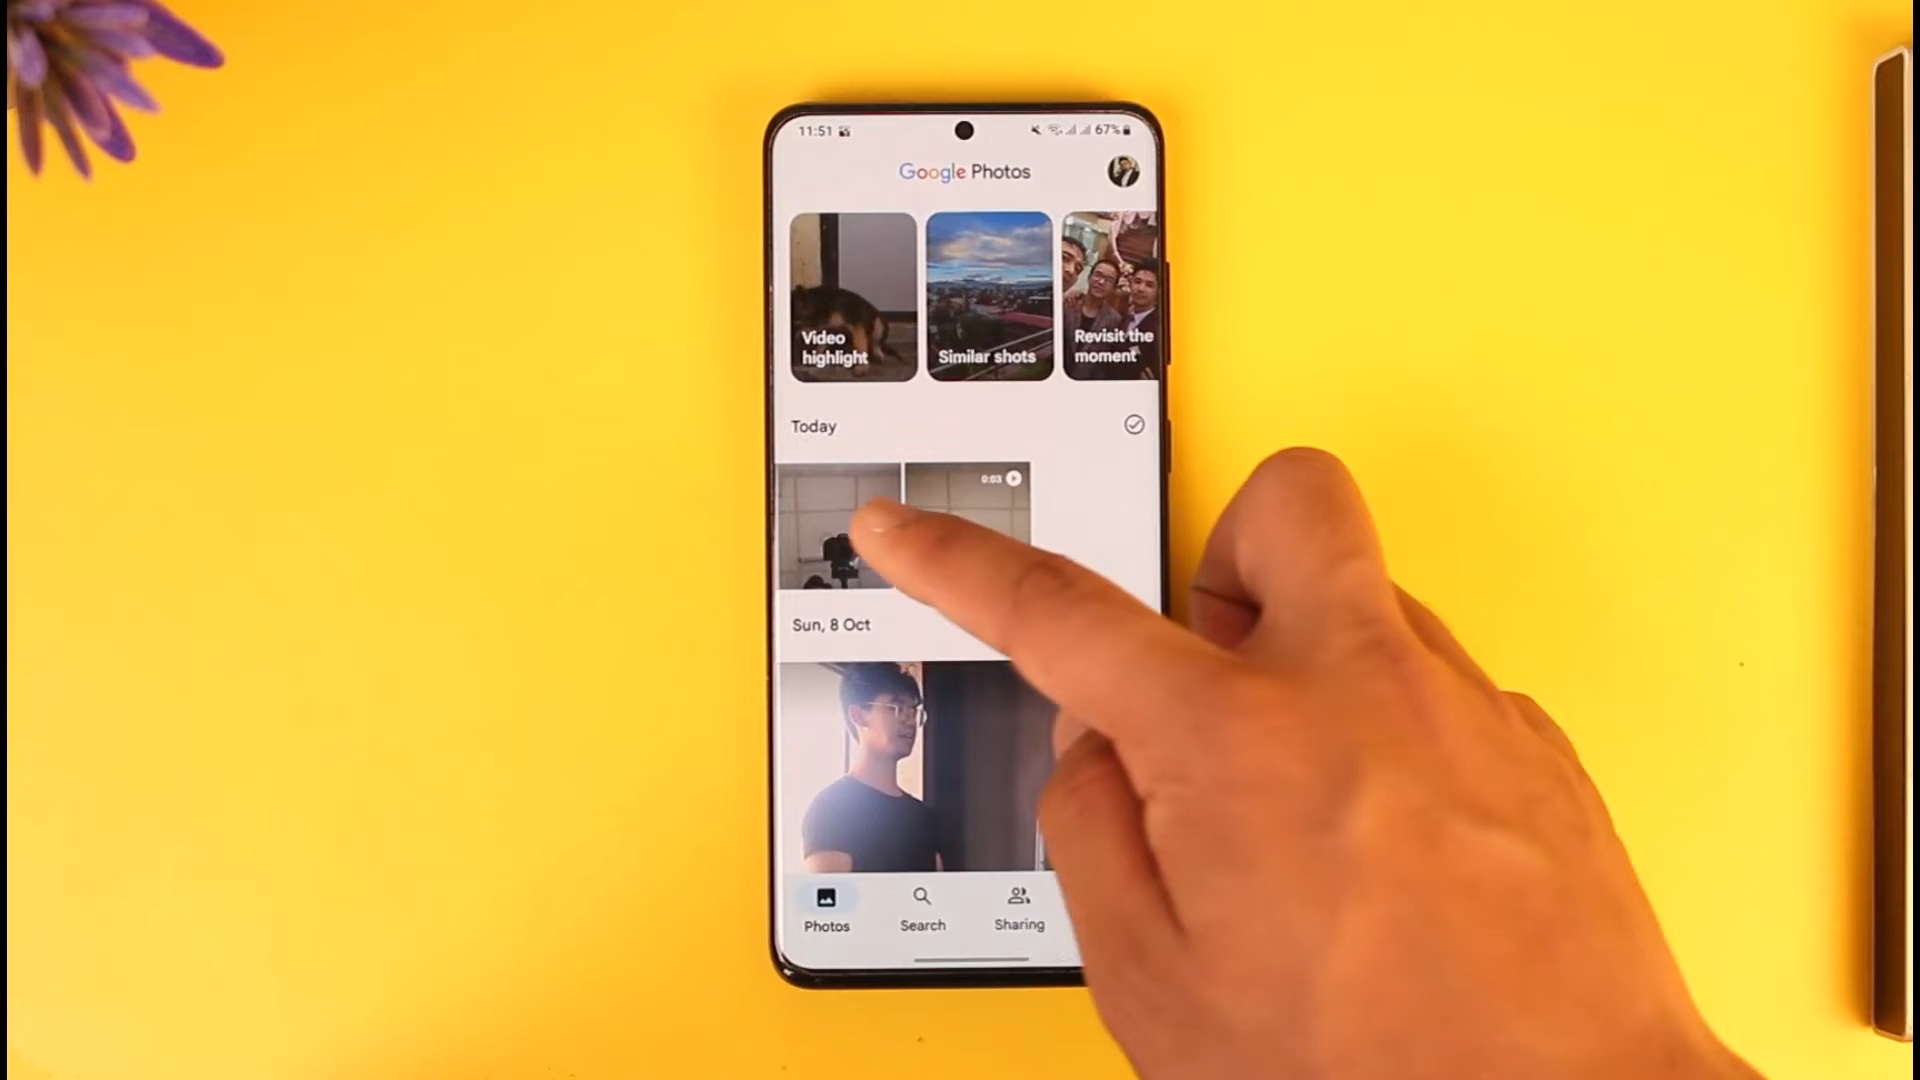 11:51
67%
Google Photos
Video
highlight
Similar shots
Revisit the
moment
Today
0:03
Sun, 8 Oct
Photos
Search
Sharing